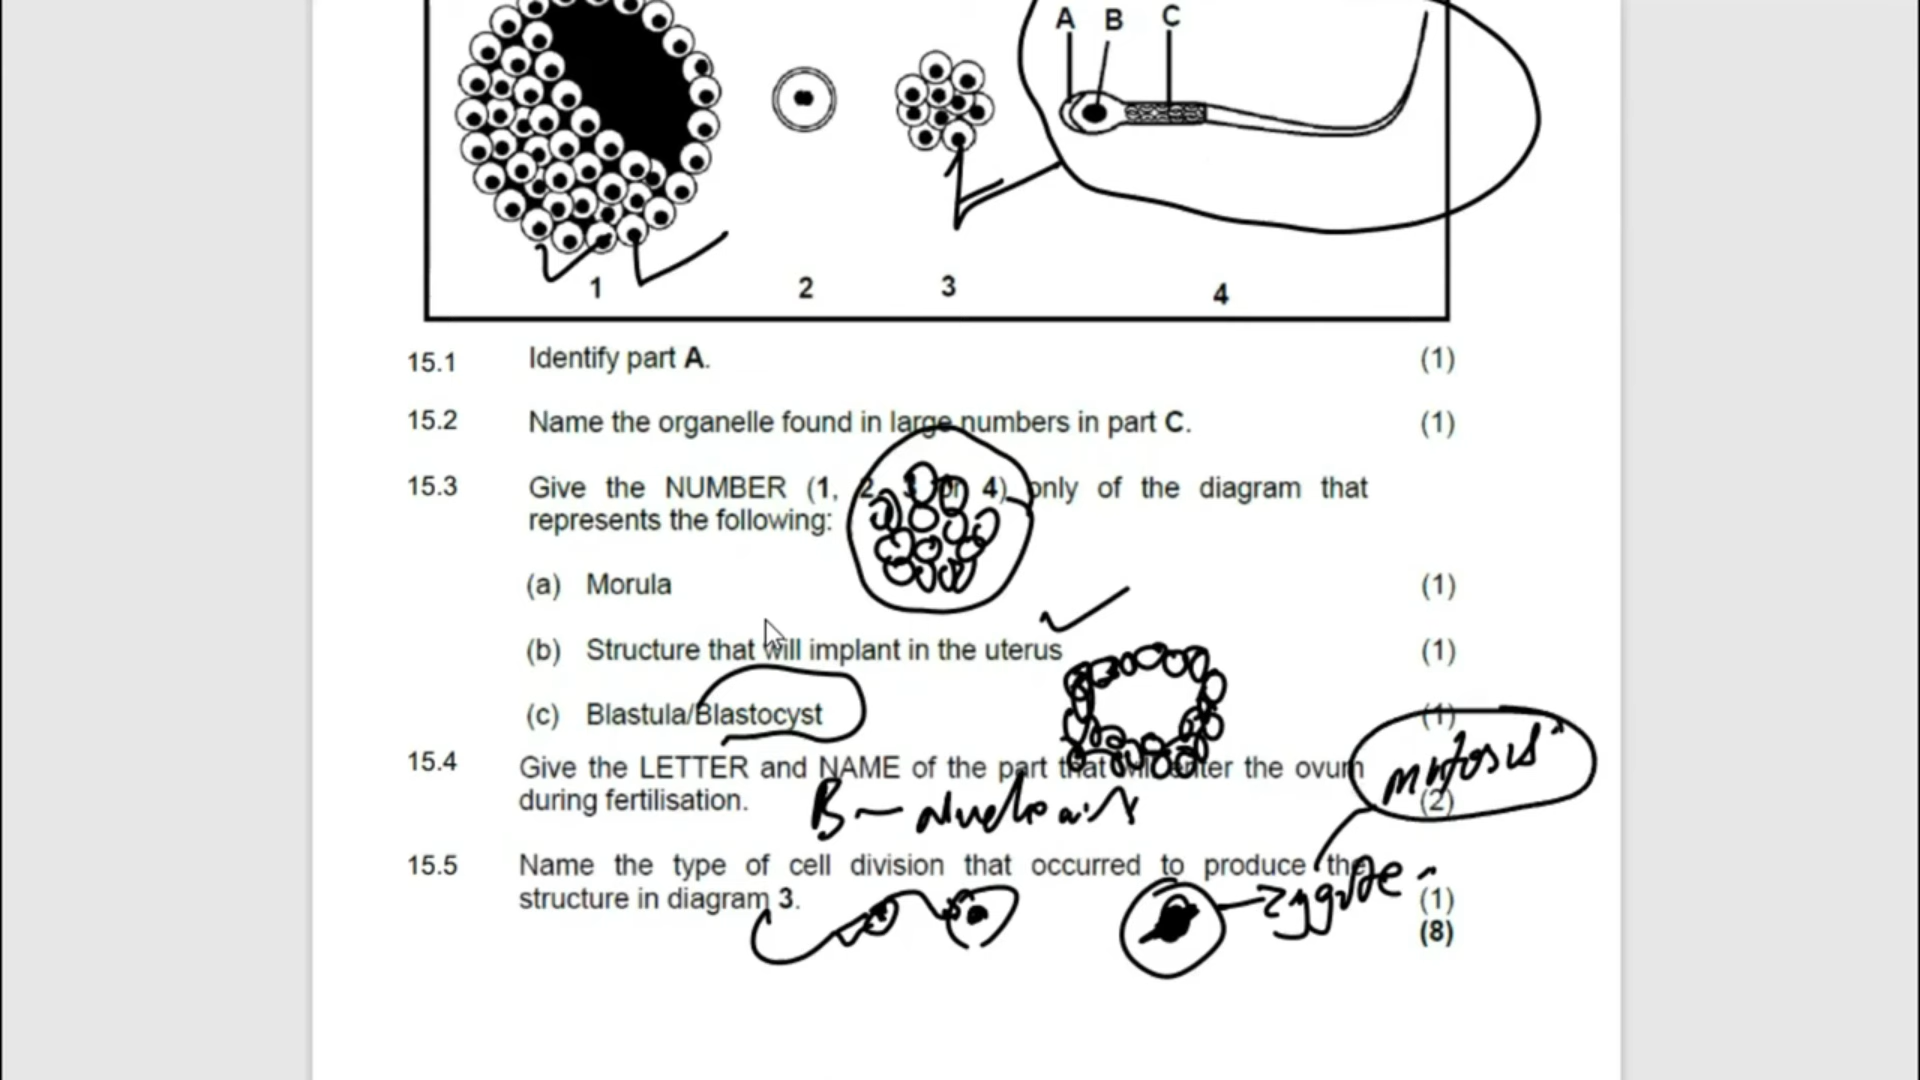 A B C
1 2 3 4
15.1 Identify part A. (1)
15.2 Name the organelle found in large numbers in part C. (1)
15.3 Give the NUMBER (1, 2, 3 or 4) only of the diagram that
represents the following:
(a) Morula (1)
(b) Structure that will implant in the uterus (1)
(c) Blastula/Blastocyst (1)
mitosis
15.4 Give the LETTER and NAME of the part that will enter the ovum
during fertilisation. (2)
B –
15.5 Name the type of cell division that occurred to produce the
structure in diagram 3. (1)
zygote
(8)